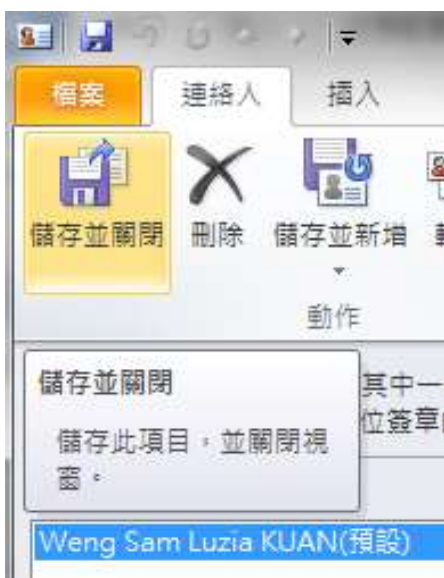 檔案 連絡人 插入
儲存並關閉 刪除 儲存並新增
動作
儲存並關閉
其中一
儲存此項目，並關閉視
位簽章
窗。
Weng Sam Luzia KUAN(預設)